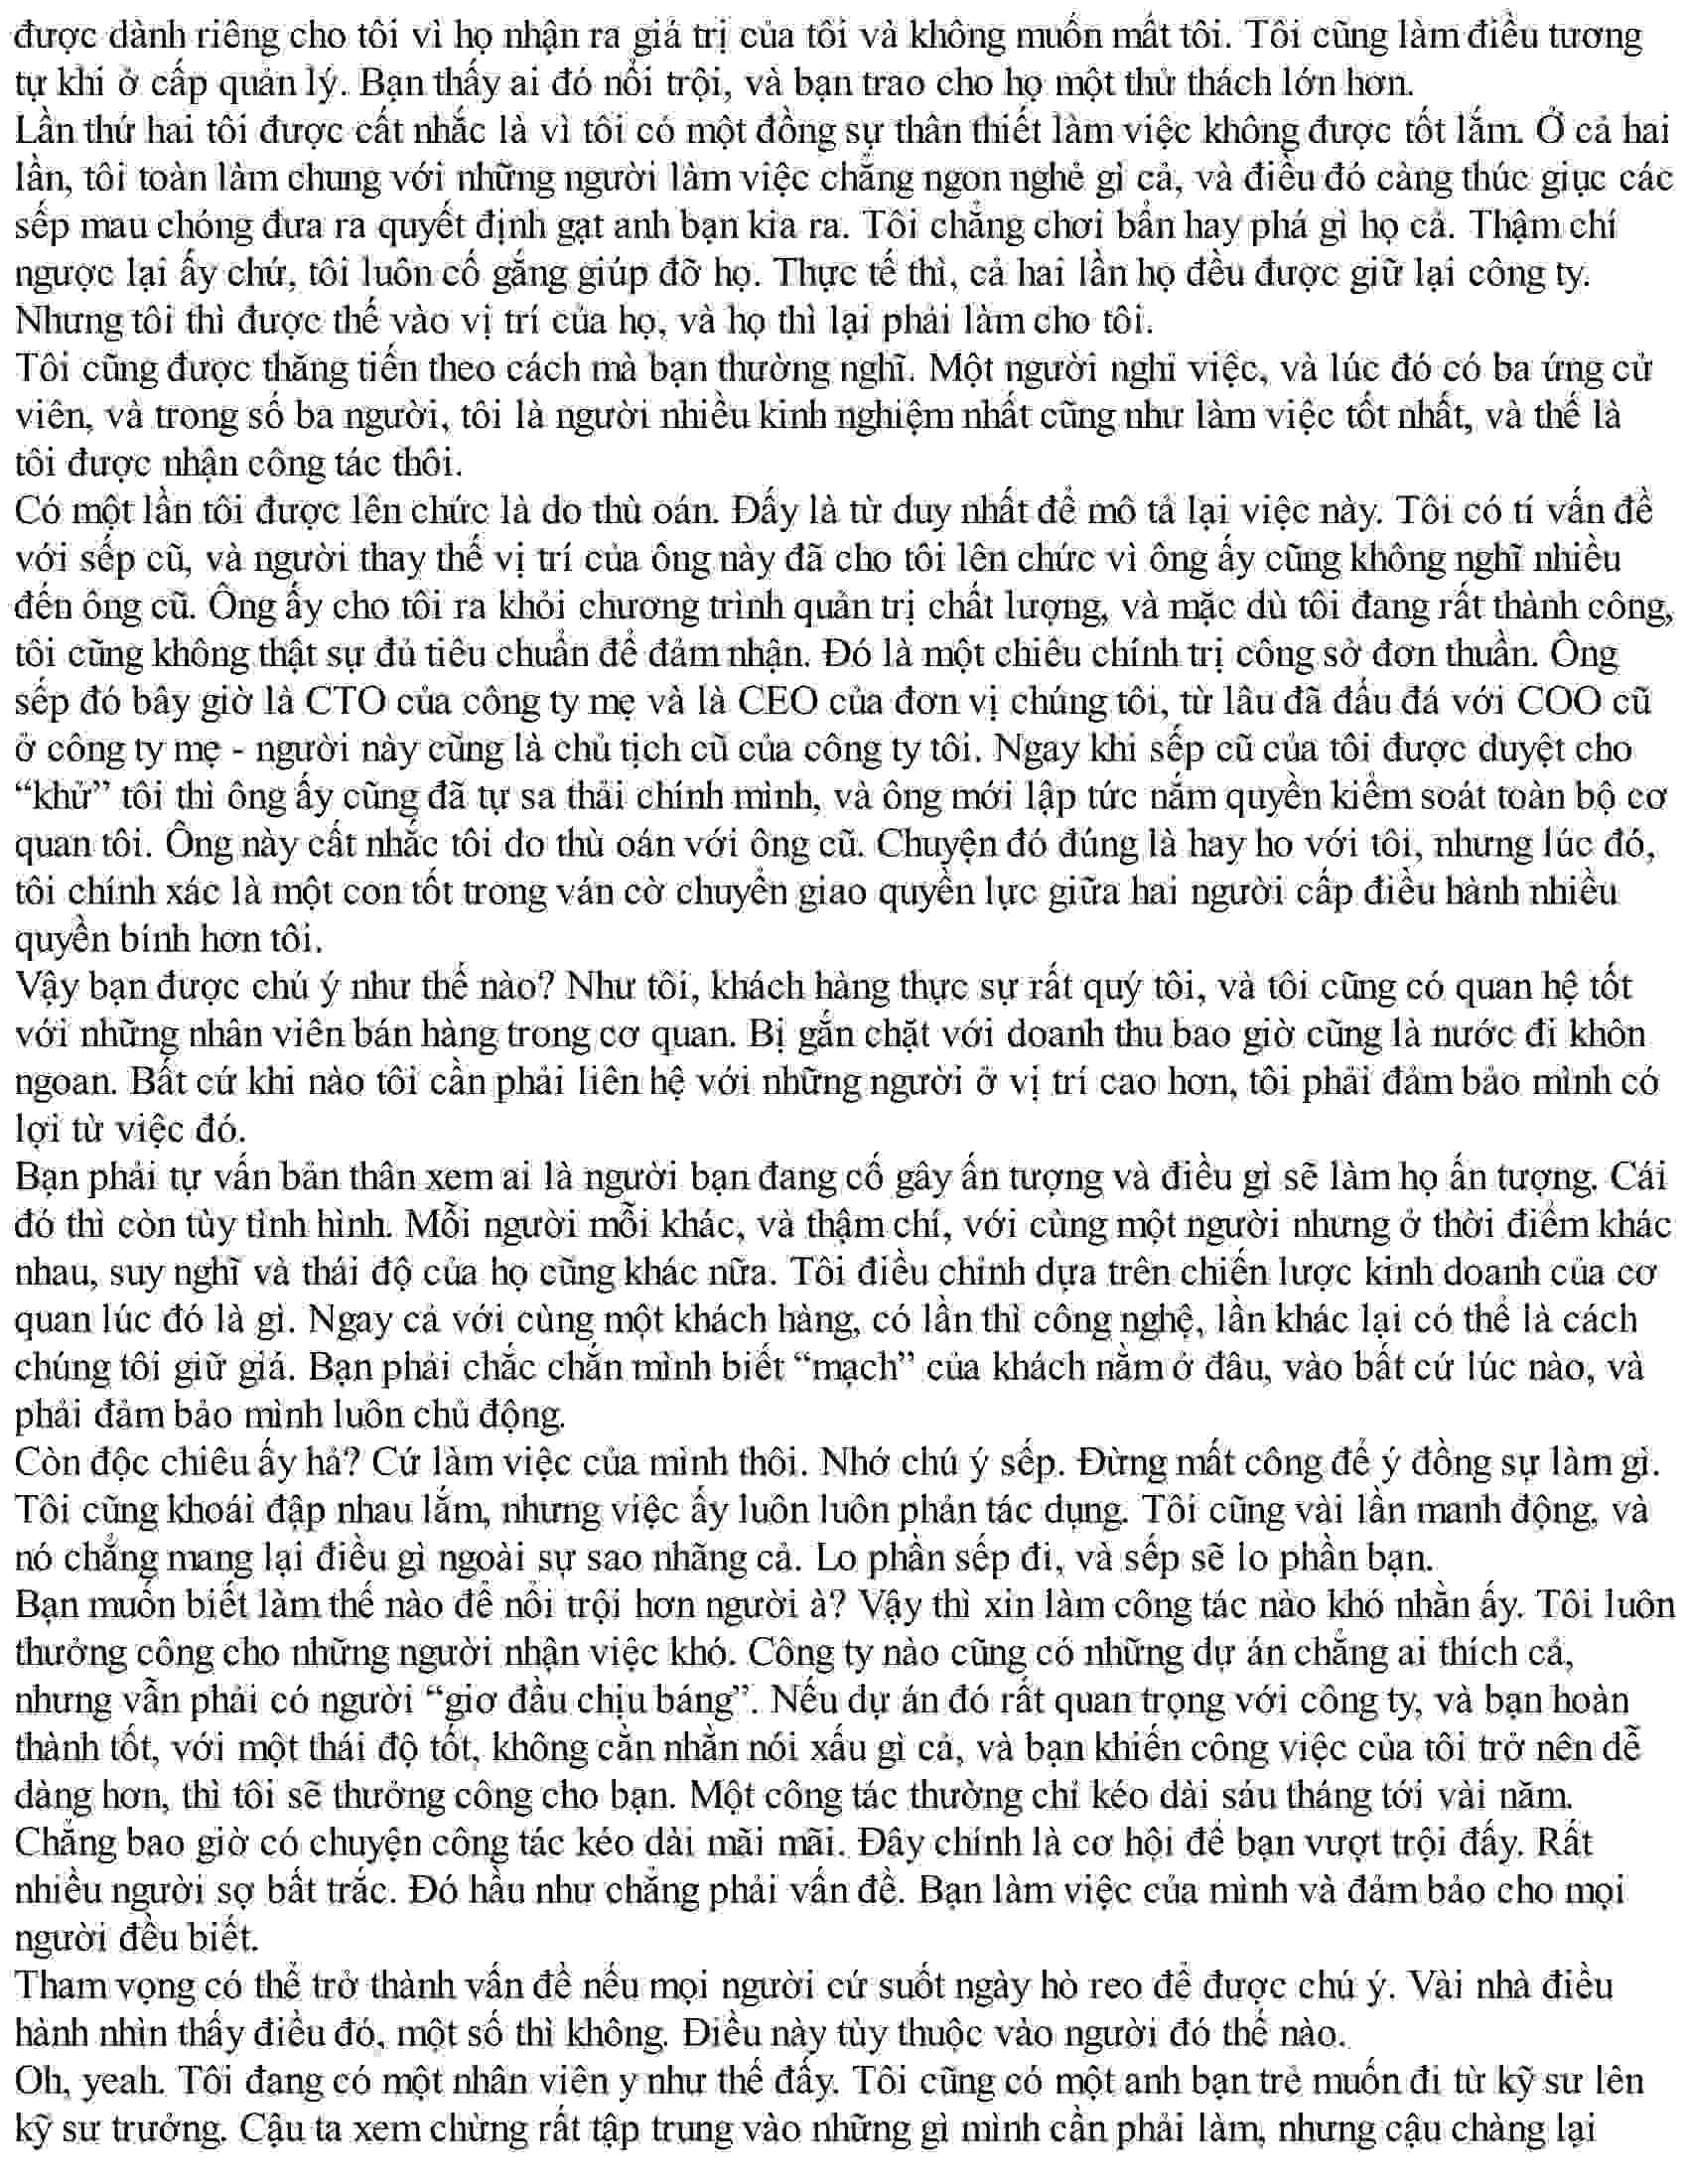 được dành riêng cho tôi vì họ nhận ra giá trị của tôi và không muốn mất tôi. Tôi cũng làm điều tương
tự khi ở cấp quản lý. Bạn thấy ai đó nổi trội, và bạn trao cho họ một thử thách lớn hơn.
Lần thứ hai tôi được cất nhắc là vì tôi có một đồng sự thân thiết làm việc không được tốt lắm. Ở cả hai
lần, tôi toàn làm chung với những người làm việc chẳng ngon nghẻ gì cả, và điều đó càng thúc giục các
sếp mau chóng đưa ra quyết định gạt anh bạn kia ra. Tôi chẳng chơi bẩn hay phá gì họ cả. Thậm chí
ngược lại ấy chứ, tôi luôn cố gắng giúp đỡ họ. Thực tế thì, cả hai lần họ đều được giữ lại công ty.
Nhưng tôi thì được thế vào vị trí của họ, và họ thì lại phải làm cho tôi.
Tôi cũng được thăng tiến theo cách mà bạn thường nghĩ. Một người nghỉ việc, và lúc đó có ba ứng cử
viên, và trong số ba người, tôi là người nhiều kinh nghiệm nhất cũng như làm việc tốt nhất, và thế là
tôi được nhận công tác thôi.
Có một lần tôi được lên chức là do thù oán. Đấy là từ duy nhất để mô tả lại việc này. Tôi có tí vấn đề
với sếp cũ, và người thay thế vị trí của ông này đã cho tôi lên chức vì ông ấy cũng không nghĩ nhiều
đến ông cũ. Ông ấy cho tôi ra khỏi chương trình quản trị chất lượng, và mặc dù tôi đang rất thành công,
tôi cũng không thật sự đủ tiêu chuẩn để đảm nhận. Đó là một chiêu chính trị công sở đơn thuần. Ông
sếp đó bây giờ là CTO của công ty mẹ và là CEO của đơn vị chúng tôi, từ lâu đã đấu đá với COO cũ
ở công ty mẹ - người này cũng là chủ tịch cũ của công ty tôi. Ngay khi sếp cũ của tôi được duyệt cho
“khử” tôi thì ông ấy cũng đã tự sa thải chính mình, và ông mới lập tức nắm quyền kiểm soát toàn bộ cơ
quan tôi. Ông này cất nhắc tôi do thù oán với ông cũ. Chuyện đó đúng là hay ho với tôi, nhưng lúc đó,
tôi chính xác là một con tốt trong ván cờ chuyển giao quyền lực giữa hai người cấp điều hành nhiều
quyền bính hơn tôi.
Vậy bạn được chú ý như thế nào? Như tôi, khách hàng thực sự rất quý tôi, và tôi cũng có quan hệ tốt
với những nhân viên bán hàng trong cơ quan. Bị gắn chặt với doanh thu bao giờ cũng là nước đi khôn
ngoan. Bất cứ khi nào tôi cần phải liên hệ với những người ở vị trí cao hơn, tôi phải đảm bảo mình có
lợi từ việc đó.
Bạn phải tự vấn bản thân xem ai là người bạn đang cố gây ấn tượng và điều gì sẽ làm họ ấn tượng. Cái
đó thì còn tùy tình hình. Mỗi người mỗi khác, và thậm chí, với cùng một người nhưng ở thời điểm khác
nhau, suy nghĩ và thái độ của họ cũng khác nữa. Tôi điều chỉnh dựa trên chiến lược kinh doanh của cơ
quan lúc đó là gì. Ngay cả với cùng một khách hàng, có lần thì công nghệ, lần khác lại có thể là cách
chúng tôi giữ giá. Bạn phải chắc chắn mình biết “mạch” của khách nằm ở đâu, vào bất cứ lúc nào, và
phải đảm bảo mình luôn chủ động.
Còn độc chiêu ấy hả? Cứ làm việc của mình thôi. Nhớ chú ý sếp. Đừng mất công để ý đồng sự làm gì.
Tôi cũng khoái đập nhau lắm, nhưng việc ấy luôn luôn phản tác dụng. Tôi cũng vài lần manh động, và
nó chẳng mang lại điều gì ngoài sự sao nhãng cả. Lo phần sếp đi, và sếp sẽ lo phần bạn.
Bạn muốn biết làm thế nào để nổi trội hơn người à? Vậy thì xin làm công tác nào khó nhằn ấy. Tôi luôn
thưởng công cho những người nhận việc khó. Công ty nào cũng có những dự án chẳng ai thích cả,
nhưng vẫn phải có người “giơ đầu chịu báng”. Nếu dự án đó rất quan trọng với công ty, và bạn hoàn
thành tốt, với một thái độ tốt, không cằn nhằn nói xấu gì cả, và bạn khiến công việc của tôi trở nên dễ
dàng hơn, thì tôi sẽ thưởng công cho bạn. Một công tác thường chỉ kéo dài sáu tháng tới vài năm.
Chẳng bao giờ có chuyện công tác kéo dài mãi mãi. Đây chính là cơ hội để bạn vượt trội đấy. Rất
nhiều người sợ bất trắc. Đó hầu như chẳng phải vấn đề. Bạn làm việc của mình và đảm bảo cho mọi
người đều biết.
Tham vọng có thể trở thành vấn đề nếu mọi người cứ suốt ngày hò reo để được chú ý. Vài nhà điều
hành nhìn thấy điều đó, một số thì không. Điều này tùy thuộc vào người đó thế nào.
Oh, yeah. Tôi đang có một nhân viên y như thế đấy. Tôi cũng có một anh bạn trẻ muốn đi từ kỹ sư lên
kỹ sư trưởng. Cậu ta xem chừng rất tập trung vào những gì mình cần phải làm, nhưng cậu chàng lại